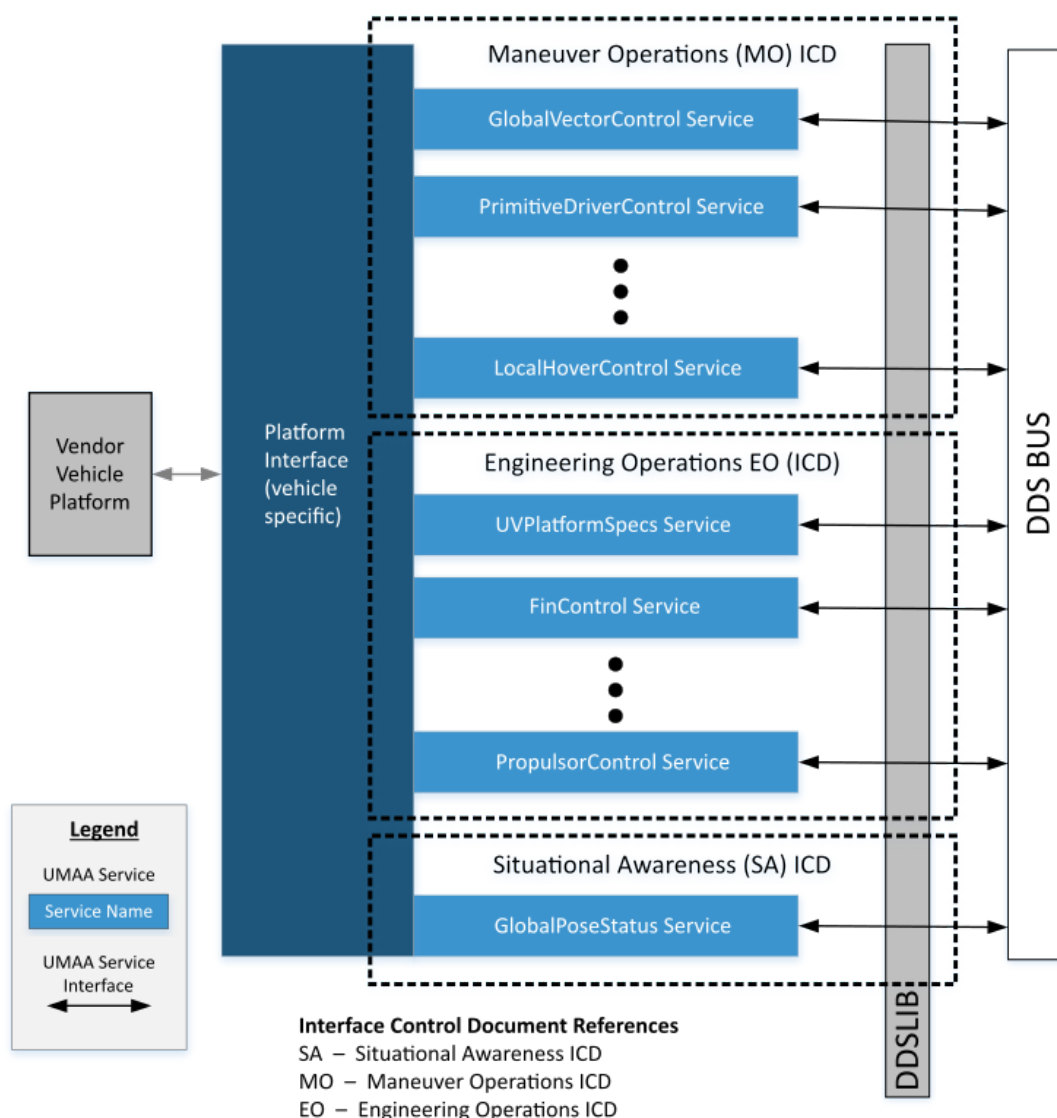 Maneuver Operations (MO) ICD
GlobalVectorControl Service
PrimitiveDriverControl Service
LocalHoverControl Service
Vendor
Vehicle
Platform
Platform
Interface
(vehicle
specific)
Engineering Operations EO (ICD)
UVPlatformSpecs Service
FinControl Service
PropulsorControl Service
Situational Awareness (SA) ICD
GlobalPoseStatus Service
DDSLIB
DDS BUS
Legend
UMAA Service
Service Name
UMAA Service
Interface
Interface Control Document References
SA – Situational Awareness ICD
MO – Maneuver Operations ICD
EO – Engineering Operations ICD